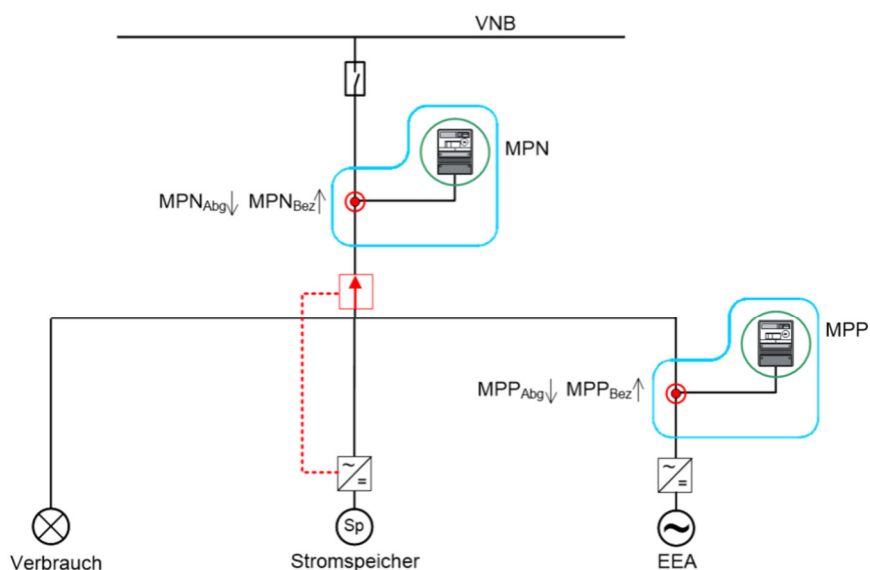 VNB
MPN
MPNAbg↓ MPNBez↑
MPP
MPPAbg↓ MPPBez↑
~
=
~
=
Sp
~
Verbrauch
Stromspeicher
EEA